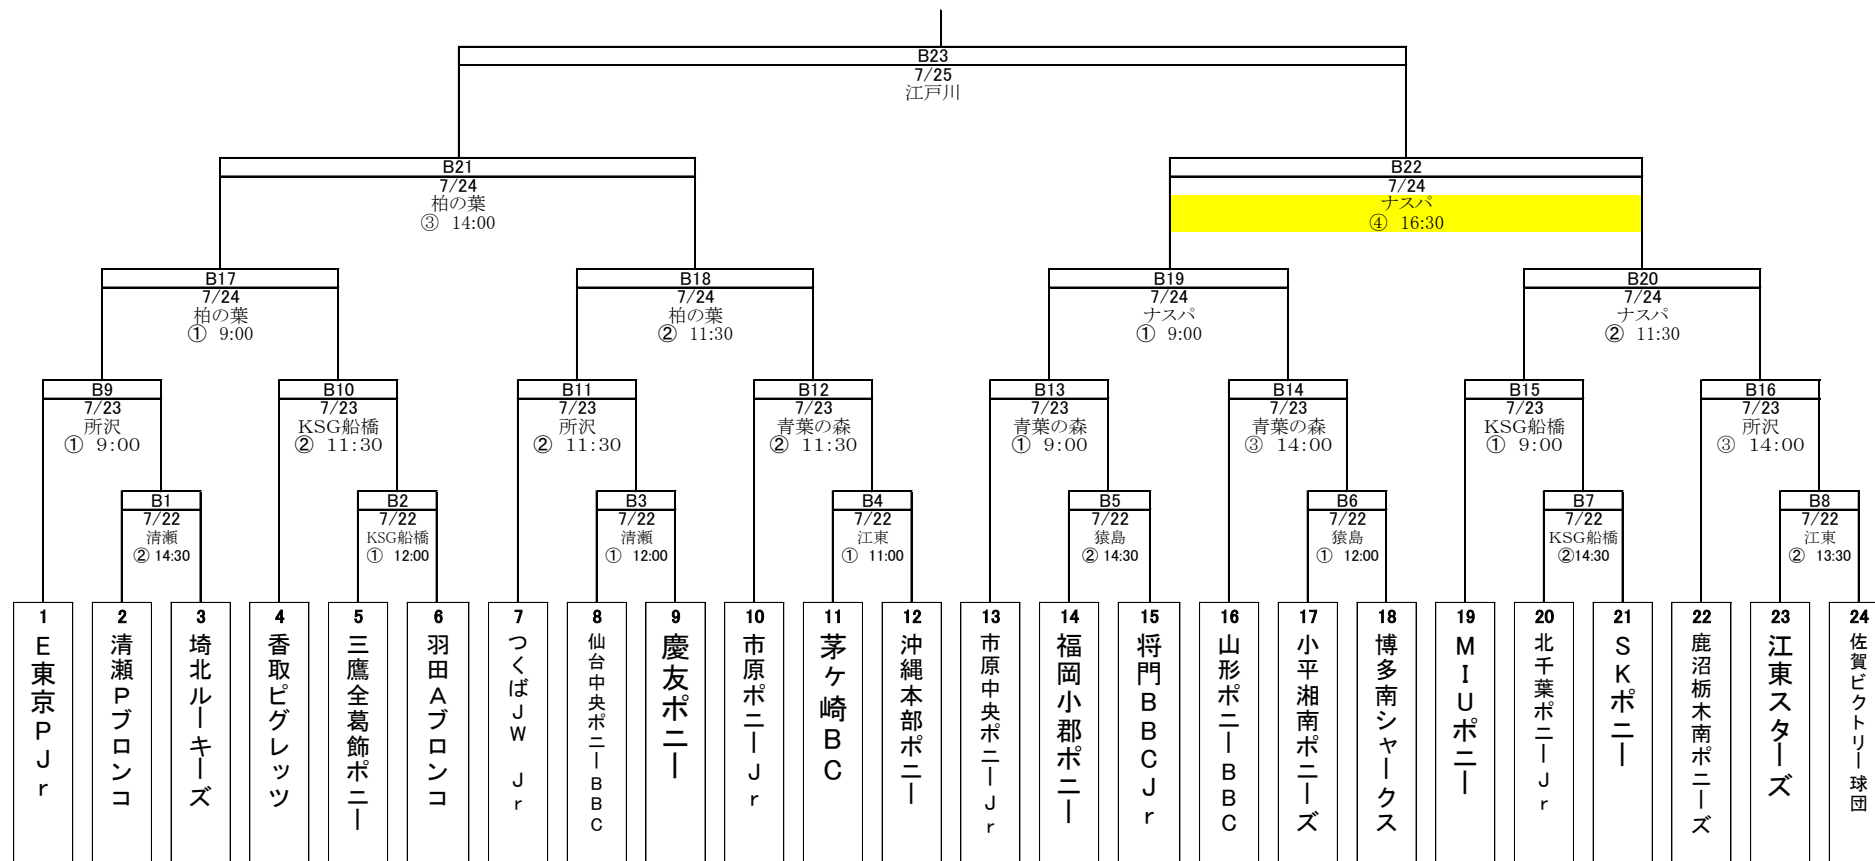 B23
7/25
江戸川
B21
7/24
柏の葉
③ 14:00
B22
7/24
ナスパ
④ 16:30
B17
7/24
柏の葉
① 9:00
B18
7/24
柏の葉
② 11:30
B19
7/24
ナスパ
① 9:00
B20
7/24
ナスパ
② 11:30
B9
7/23
所沢
① 9:00
B10
7/23
KSG船橋
② 11:30
B11
7/23
所沢
② 11:30
B12
7/23
青葉の森
② 11:30
B13
7/23
青葉の森
① 9:00
B14
7/23
青葉の森
③ 14:00
B15
7/23
KSG船橋
① 9:00
B16
7/23
所沢
③ 14:00
B1
7/22
清瀬
② 14:30
B2
7/22
KSG船橋
① 12:00
B3
7/22
清瀬
① 12:00
B4
7/22
江東
① 11:00
B5
7/22
猿島
② 14:30
B6
7/22
猿島
① 12:00
B7
7/22
KSG船橋
②14:30
B8
7/22
江東
② 13:30
1
E東京PJr
2
清瀬Pブロンコ
3
埼北ルーキーズ
4
香取ピグレッツ
5
三鷹全葛飾ポニー
6
羽田Aブロンコ
7
つくばJW Jr
8
仙台中央ポニーBBC
9
慶友ポニー
10
市原ポニーJr
11
茅ケ崎BC
12
沖縄本部ポニー
13
市原中央ポニーJr
14
福岡小郡ポニー
15
将門BBCJr
16
山形ポニーBBC
17
小平湘南ポニーズ
18
博多南シャークス
19
MIUポニー
20
北千葉ポニーJr
21
SKポニー
22
鹿沼栃木南ポニーズ
23
江東スターズ
24
佐賀ビクトリー球団